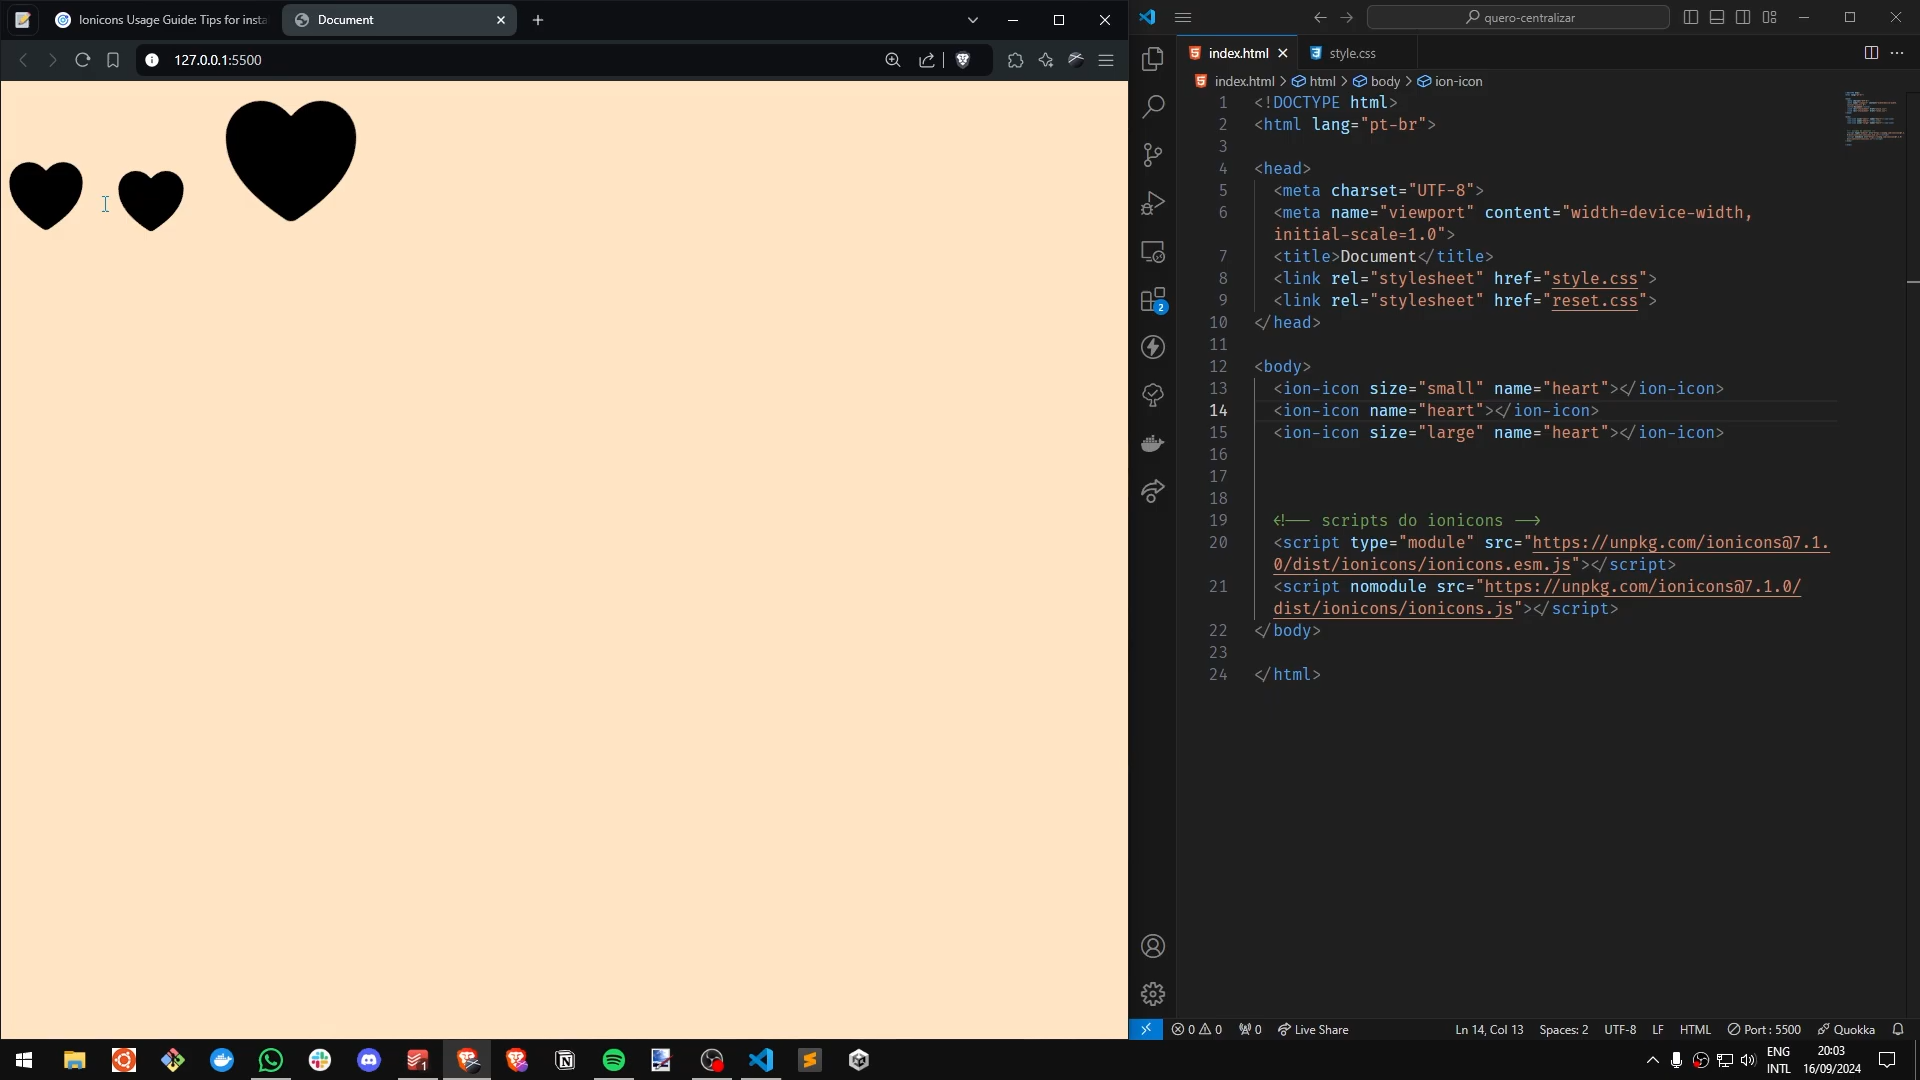 Ionicons Usage Guide: Tips for insta
Document
127.0.0.1:5500
quero-centralizar
index.html
style.css
index.html > html > body > ion-icon
1 <!DOCTYPE html>
2 <html lang="pt-br">
3
4 <head>
5 <meta charset="UTF-8">
6 <meta name="viewport" content="width=device-width,
initial-scale=1.0">
7 <title>Document</title>
8 <link rel="stylesheet" href="style.css">
9 <link rel="stylesheet" href="reset.css">
10 </head>
11
12 <body>
13 <ion-icon size="small" name="heart"></ion-icon>
14 <ion-icon name="heart"></ion-icon>
15 <ion-icon size="large" name="heart"></ion-icon>
16
17
18
19 <!-- scripts do ionicons -->
20 <script type="module" src="https://unpkg.com/ionicons@7.1.
0/dist/ionicons/ionicons.esm.js"></script>
21 <script nomodule src="https://unpkg.com/ionicons@7.1.0/
dist/ionicons/ionicons.js"></script>
22 </body>
23
24 </html>
2
0 0 0 Live Share Ln 14, Col 13 Spaces: 2 UTF-8 LF HTML Port : 5500 Quokka
1
ENG
INTL
20:03
16/09/2024